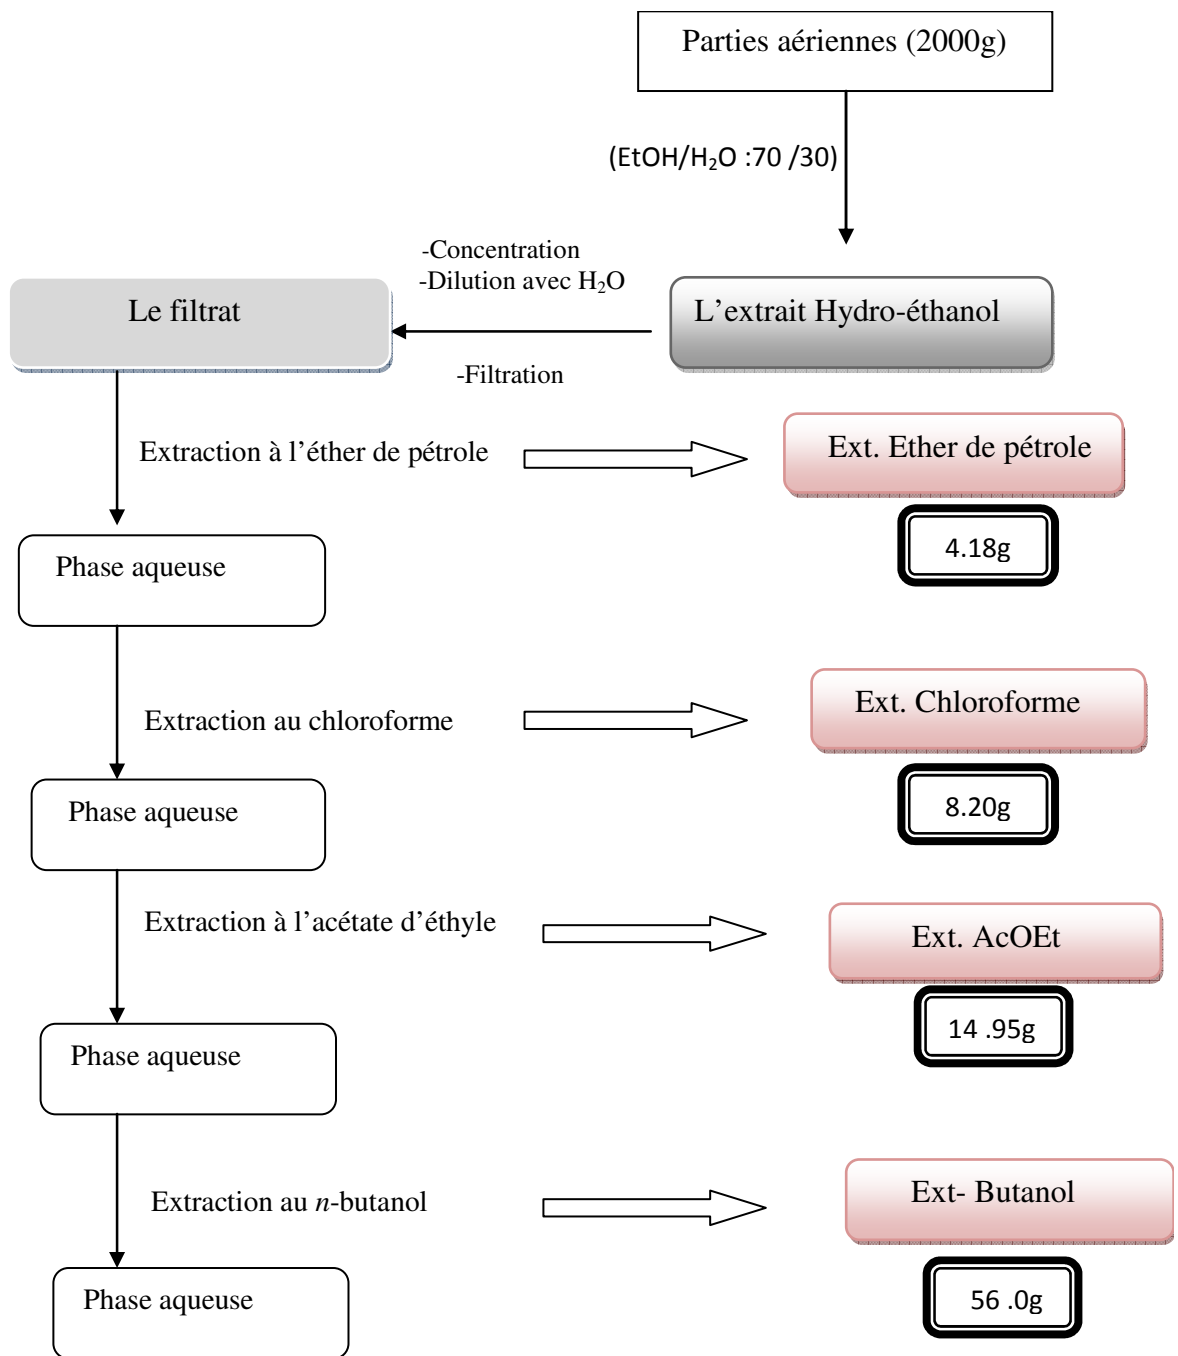 Parties aériennes (2000g)
(EtOH/H₂O :70 /30)
-Concentration
-Dilution avec H₂O
Le filtrat
L’extrait Hydro-éthanol
-Filtration
Extraction à l’éther de pétrole
Ext. Ether de pétrole
4.18g
Phase aqueuse
Extraction au chloroforme
Ext. Chloroforme
8.20g
Phase aqueuse
Extraction à l’acétate d’éthyle
Ext. AcOEt
14 .95g
Phase aqueuse
Extraction au n-butanol
Ext- Butanol
56 .0g
Phase aqueuse